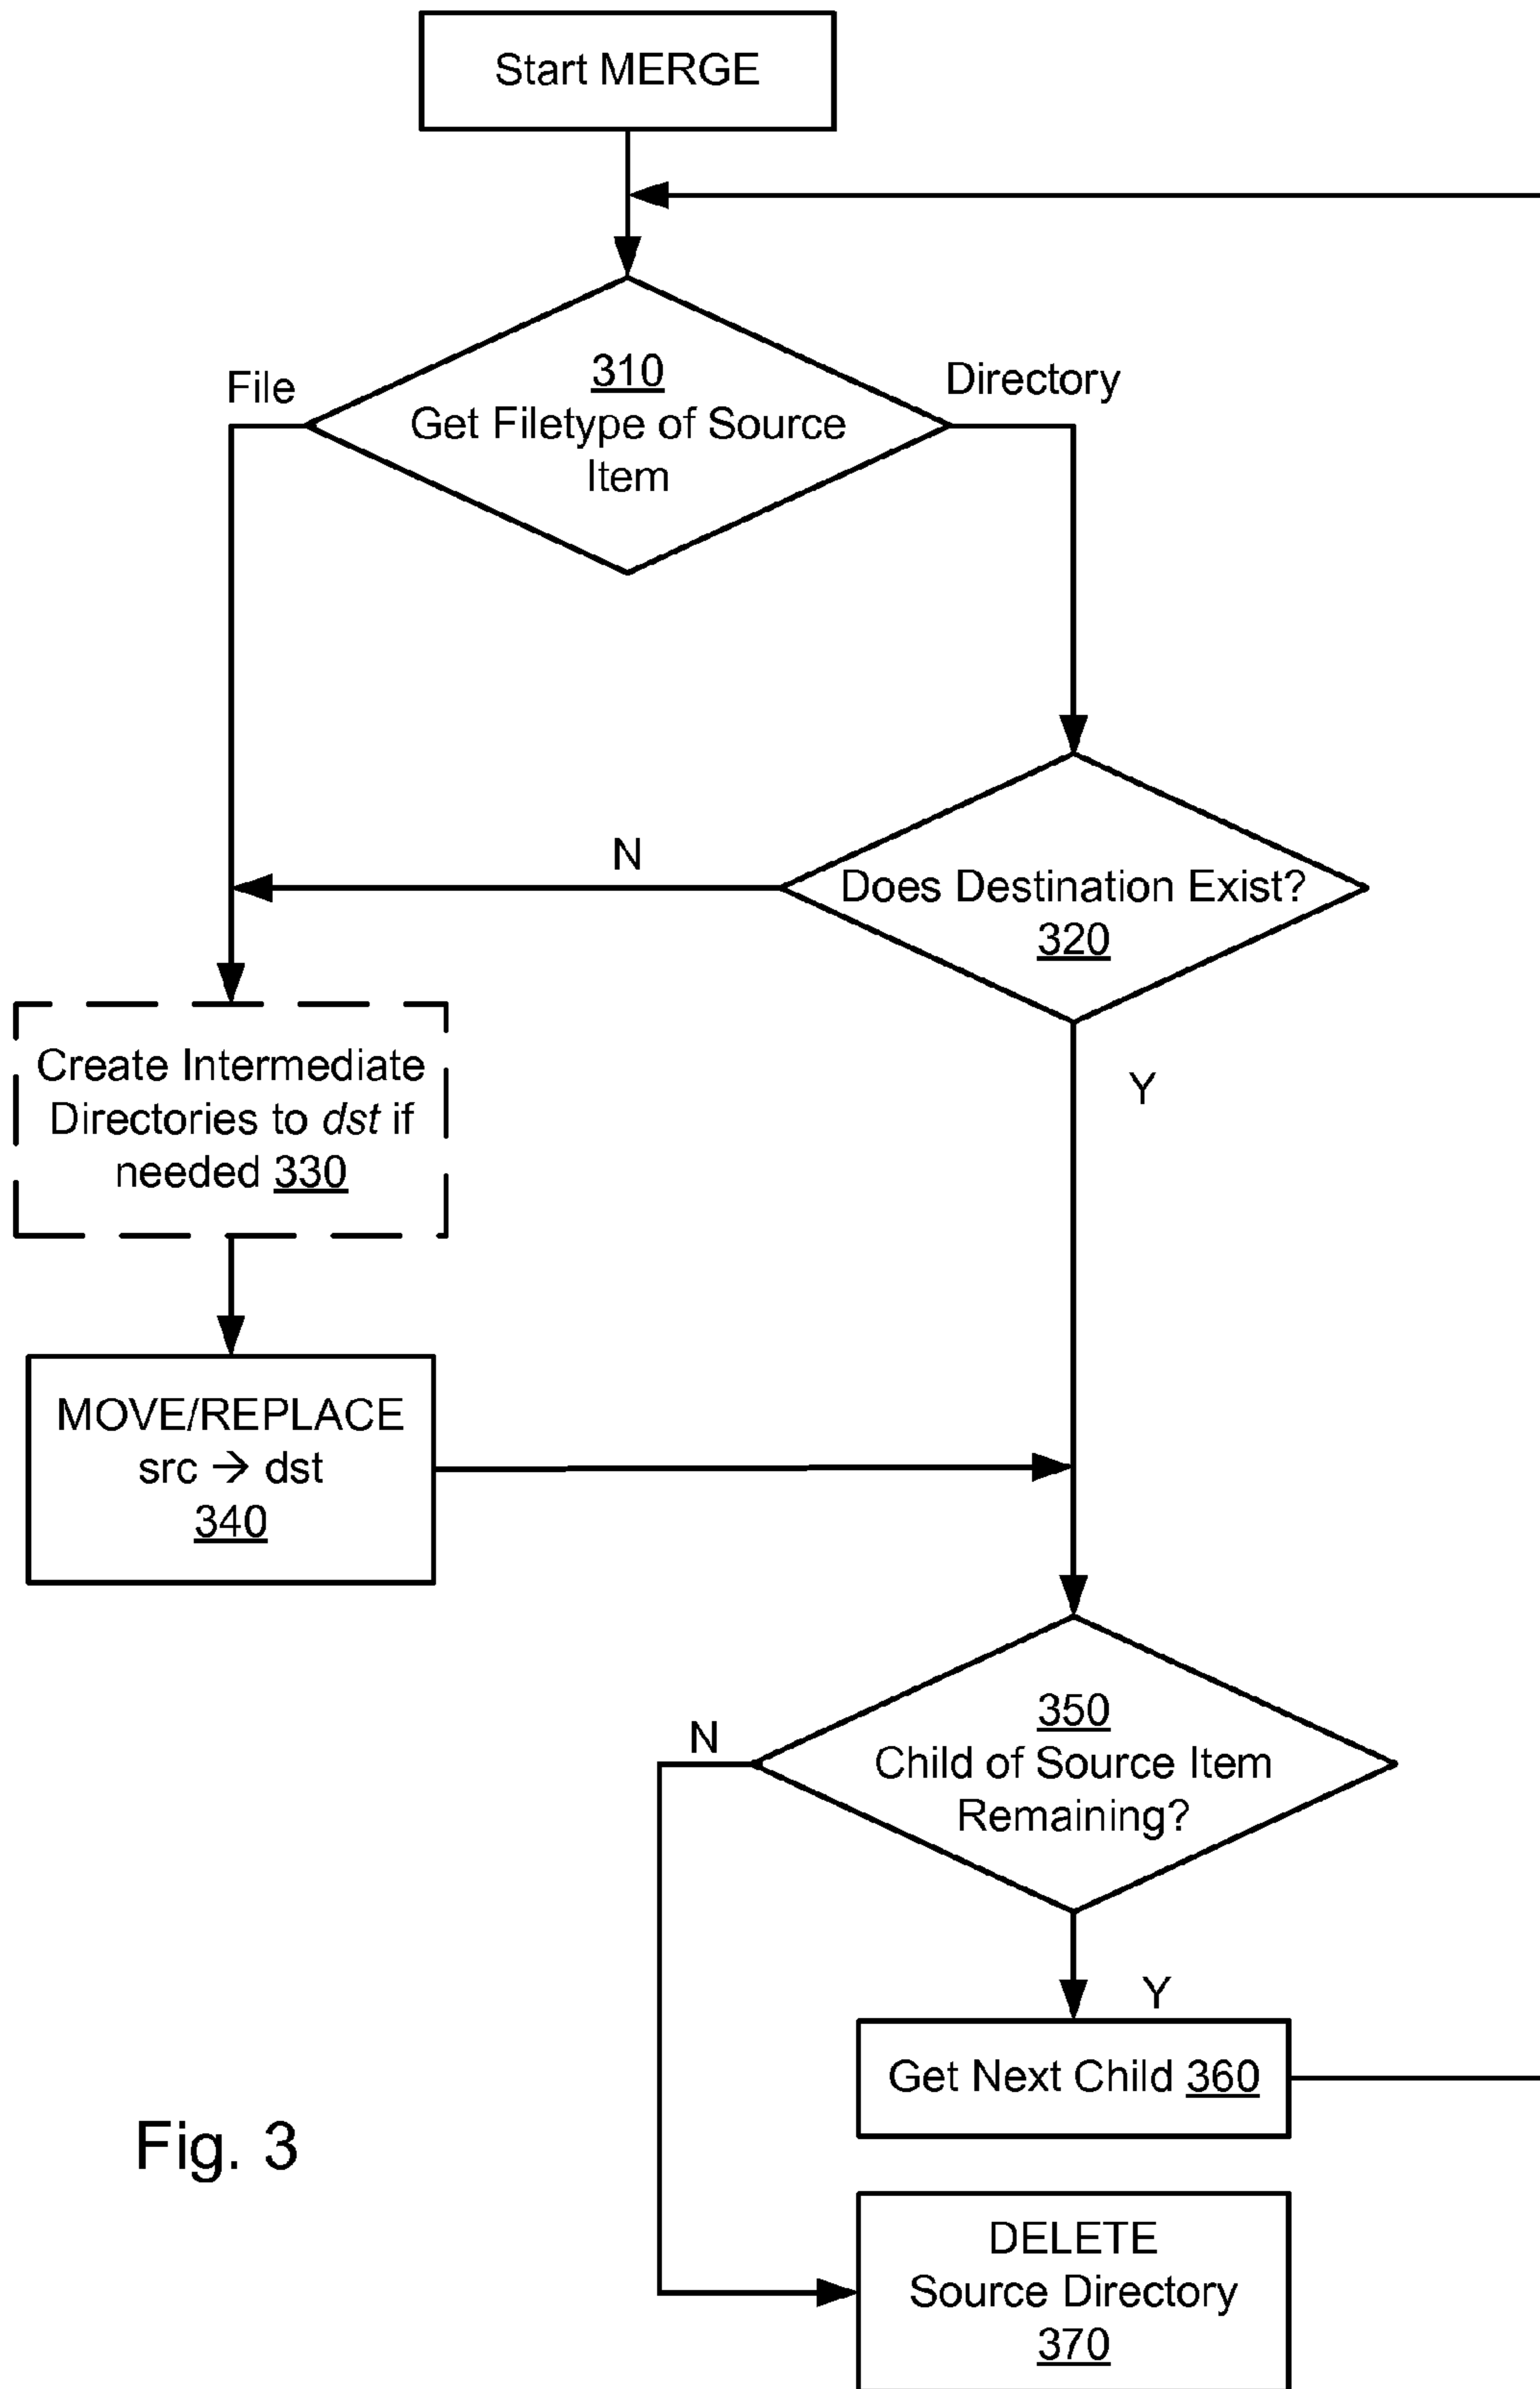 Start MERGE
File
310
Get Filetype of Source
Item
Directory
N
Does Destination Exist?
320
Y
Create Intermediate
Directories to dst if
needed 330
MOVE/REPLACE
src → dst
340
N
350
Child of Source Item
Remaining?
Y
Get Next Child 360
DELETE
Source Directory
370
Fig. 3